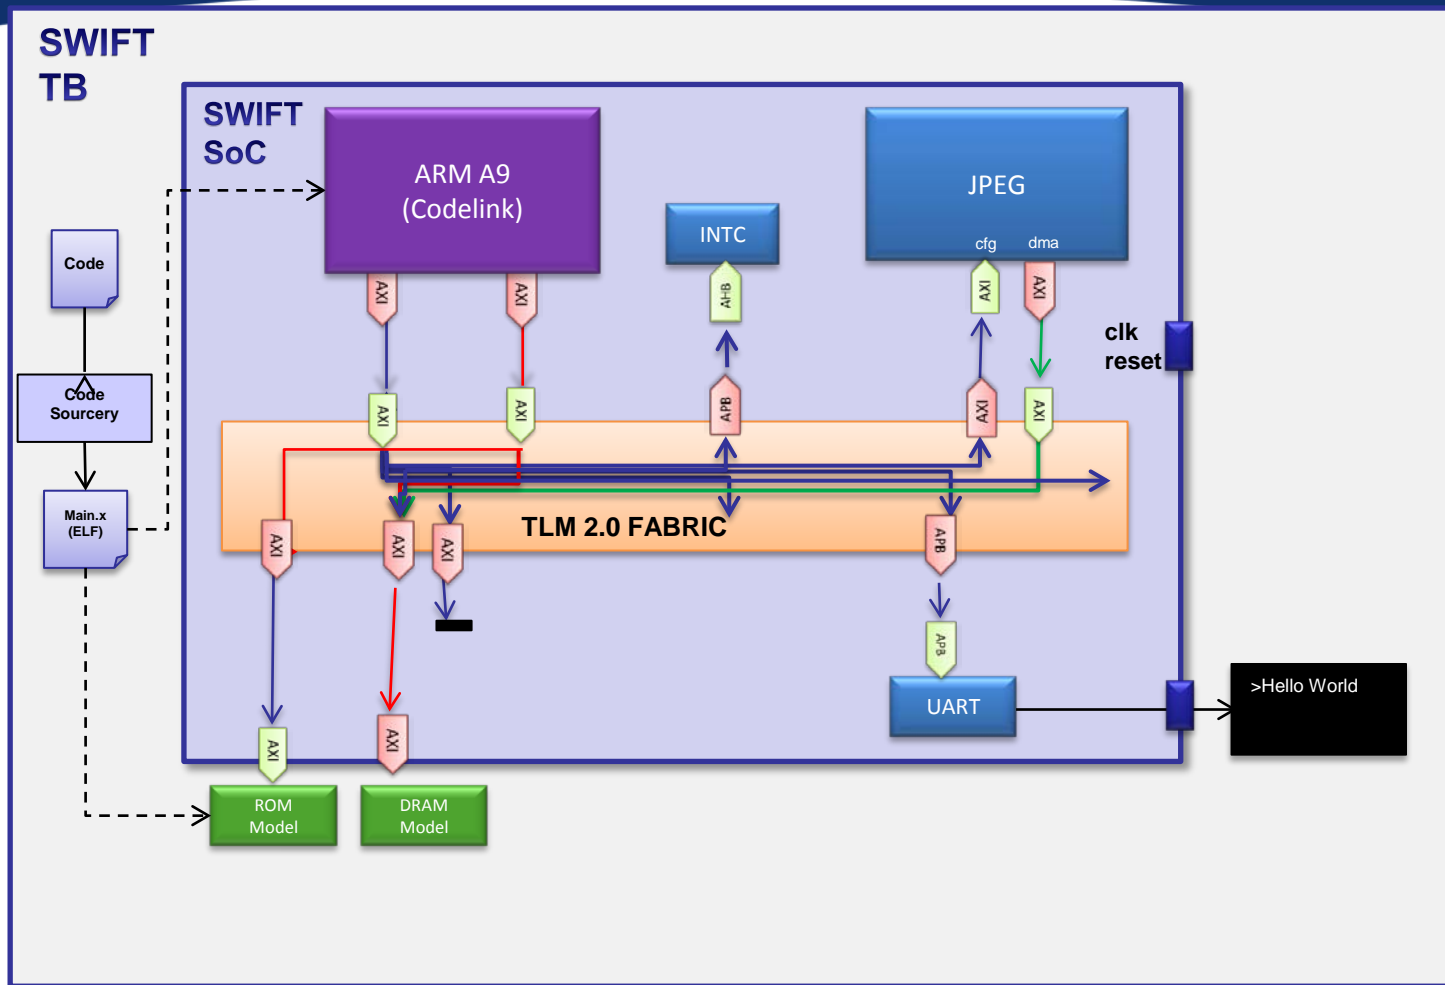 SWIFT
TB
SWIFT
SoC
ARM A9
(Codelink)
JPEG
cfg dma
INTC
Code
AXI
AXI
AHB
AXI
AXI
clk
reset
Code
Sourcery
AXI
AXI
APB
AXI
AXI
Main.x
(ELF)
TLM 2.0 FABRIC
AXI
AXI
AXI
APB
APB
UART
>Hello World
AXI
AXI
ROM
Model
DRAM
Model